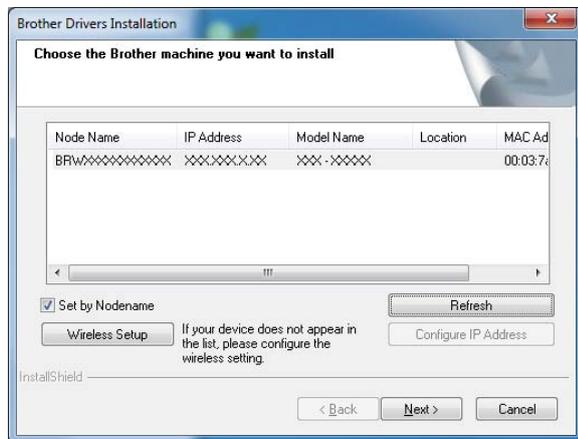 Brother Drivers Installation
Choose the Brother machine you want to install
Node Name IP Address Model Name Location MAC Ad
BRWXXXXXXXXXXXX XXX.XXX.X.XX XXX-XXXXX 00:03:7a
Set by Nodename
Refresh
Wireless Setup
If your device does not appear in
the list, please configure the
wireless setting.
Configure IP Address
InstallShield
< Back Next > Cancel